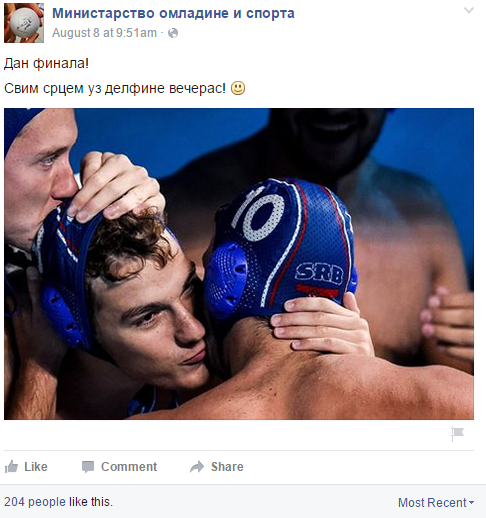 Министарство омладине и спорта
August 8 at 9:51am ·
Дан финала!
Свим срцем уз делфине вечерас!
10
SRB
Like Comment Share
204 people like this. Most Recent